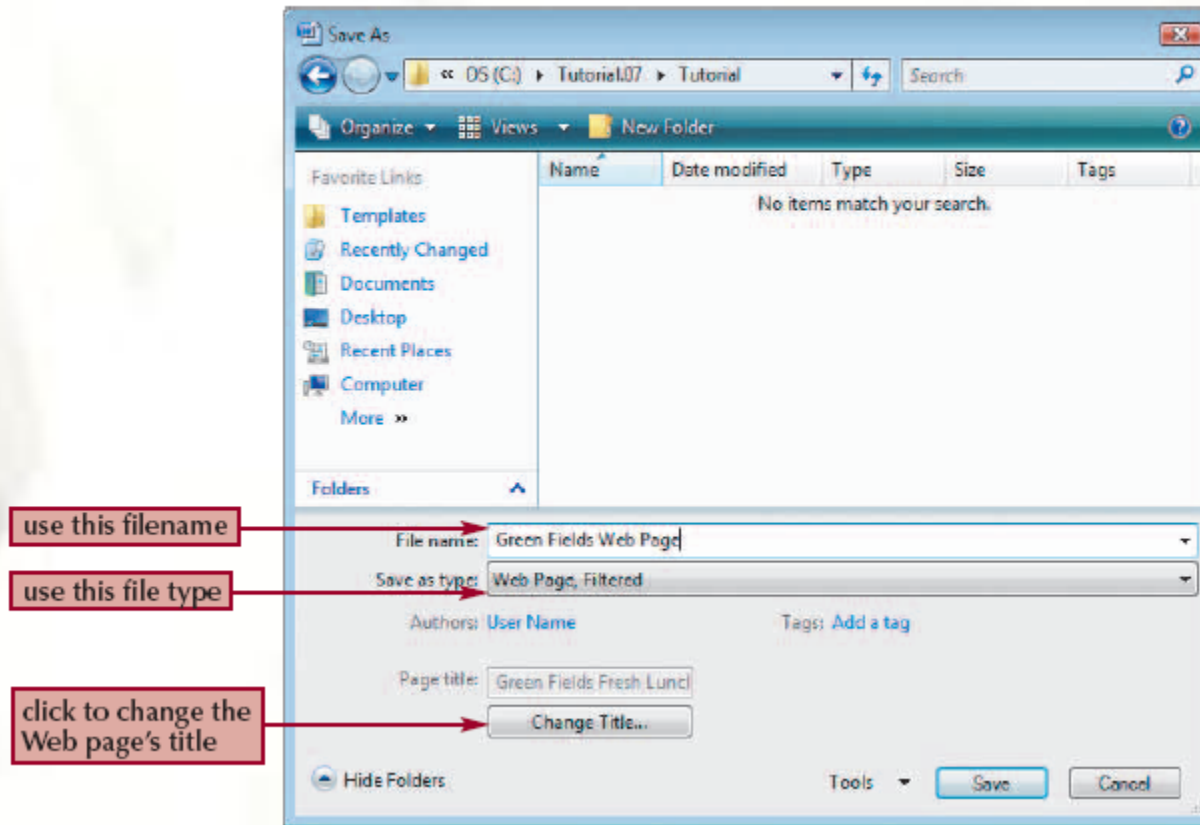 Save As
« OS (C:) ▸ Tutorial.07 ▸ Tutorial
Search
Organize
Views
New Folder
Favorite Links
Templates
Recently Changed
Documents
Desktop
Recent Places
Computer
More »
Folders
Name Date modified Type Size Tags
No items match your search.
use this filename
File name: Green Fields Web Page
use this file type
Save as type: Web Page, Filtered
Authors: User Name Tags: Add a tag
Page title: Green Fields Fresh Luncl
click to change the
Web page's title
Change Title...
Hide Folders
Tools Save Cancel